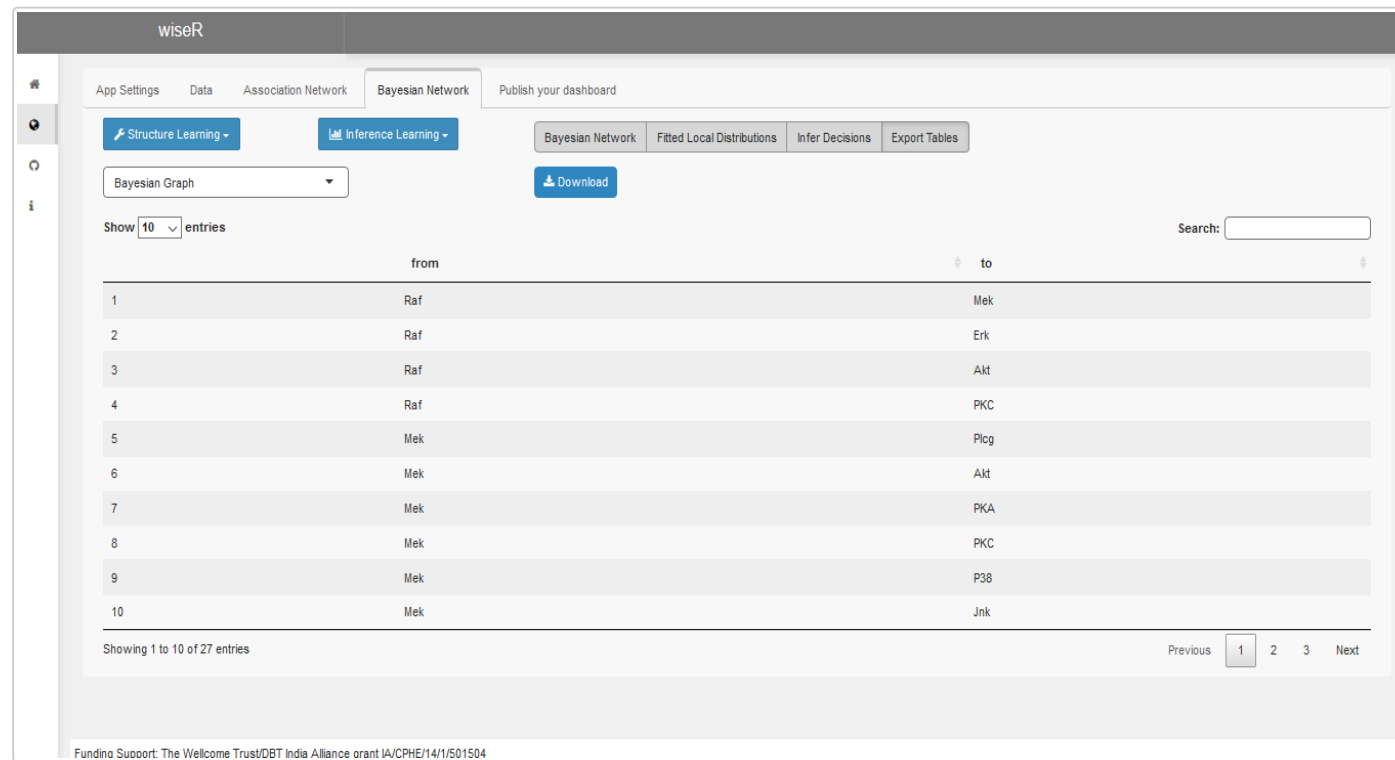 wiseR
App Settings Data Association Network Bayesian Network Publish your dashboard
Structure Learning Inference Learning Bayesian Network Fitted Local Distributions Infer Decisions Export Tables
Bayesian Graph Download
Show 10 entries Search:
from to
1 Raf Mek
2 Raf Erk
3 Raf Akt
4 Raf PKC
5 Mek Plcg
6 Mek Akt
7 Mek PKA
8 Mek PKC
9 Mek P38
10 Mek Jnk
Showing 1 to 10 of 27 entries Previous 1 2 3 Next
Funding Support: The Wellcome Trust/DBT India Alliance grant IA/CPHE/14/1/501504